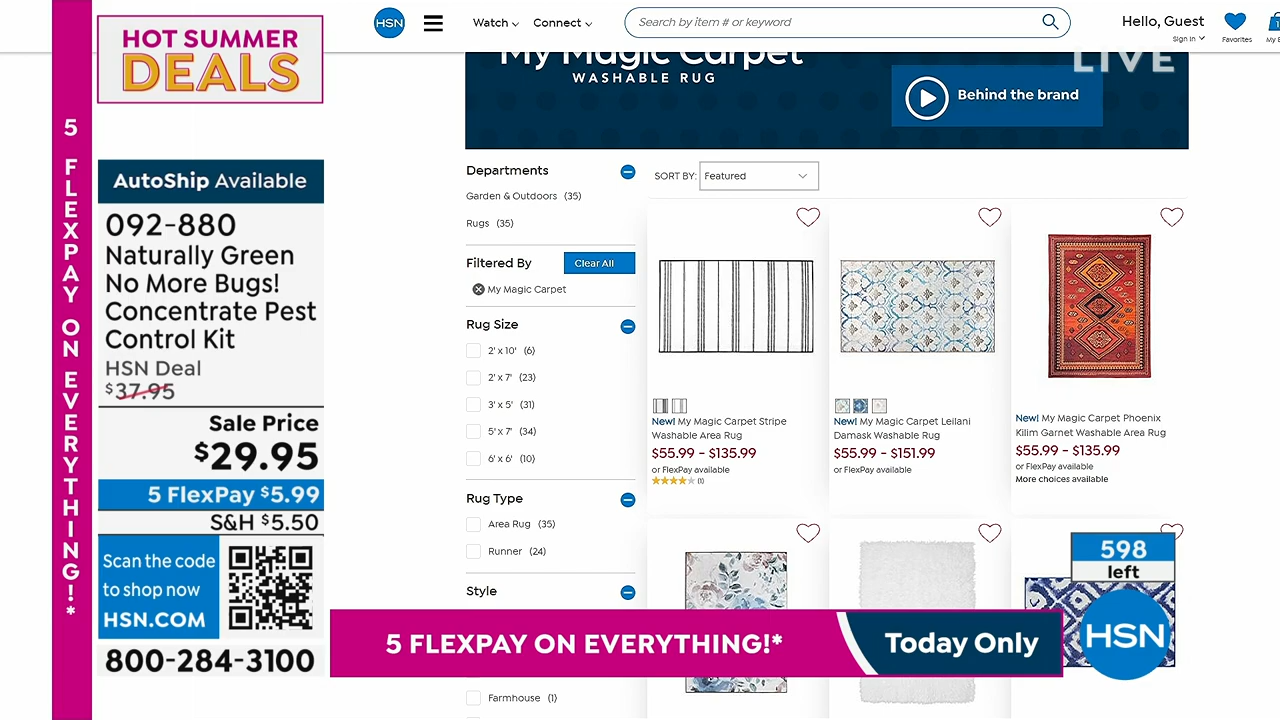 HOT SUMMER
DEALS
5 FLEXPAY ON EVERYTHING!*
AutoShip Available
092-880
Naturally Green
No More Bugs!
Concentrate Pest
Control Kit
HSN Deal
$37.95
Sale Price
$29.95
5 FlexPay $5.99
S&H $5.50
Scan the code
to shop now
HSN.COM
800-284-3100
HSN
Watch
Connect
Search by item # or keyword
Hello, Guest
Sign In
Favorites
1
My
My Magic Carpet
WASHABLE RUG
LIVE
Behind the brand
Departments
Garden & Outdoors (35)
Rugs (35)
Filtered By
Clear All
My Magic Carpet
Rug Size
2' x 10' (6)
2' x 7' (23)
3' x 5' (31)
5' x 7' (34)
6' x 6' (10)
Rug Type
Area Rug (35)
Runner (24)
Style
Farmhouse (1)
SORT BY: Featured
New! My Magic Carpet Stripe
Washable Area Rug
$55.99 - $135.99
or FlexPay available
(1)
New! My Magic Carpet Leilani
Damask Washable Rug
$55.99 - $151.99
or FlexPay available
New! My Magic Carpet Phoenix
Kilim Garnet Washable Area Rug
$55.99 - $135.99
or FlexPay available
More choices available
598
left
5 FLEXPAY ON EVERYTHING!*
Today Only
HSN